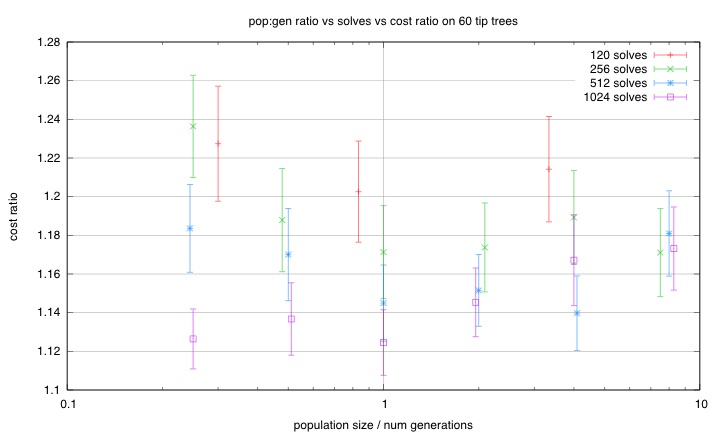 pop:gen ratio vs solves vs cost ratio on 60 tip trees
1.28
1.26
1.24
1.22
1.2
1.18
1.16
1.14
1.12
1.1
cost ratio
120 solves
256 solves
512 solves
1024 solves
0.1
1
10
population size / num generations